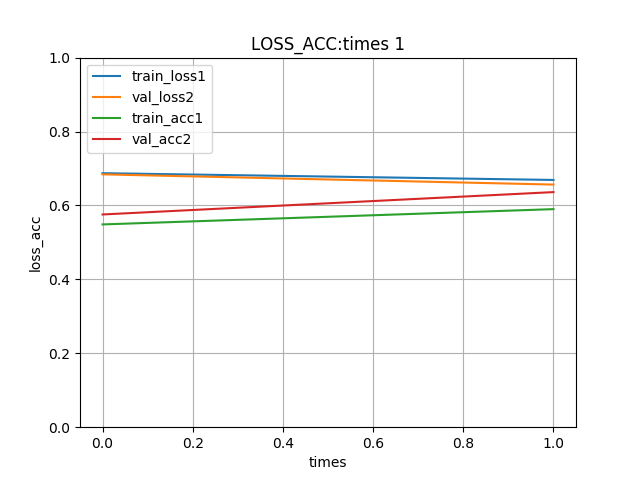 LOSS_ACC:times 1
train_loss1
val_loss2
train_acc1
val_acc2
loss_acc
1.0
0.8
0.6
0.4
0.2
0.0
0.0 0.2 0.4 0.6 0.8 1.0
times